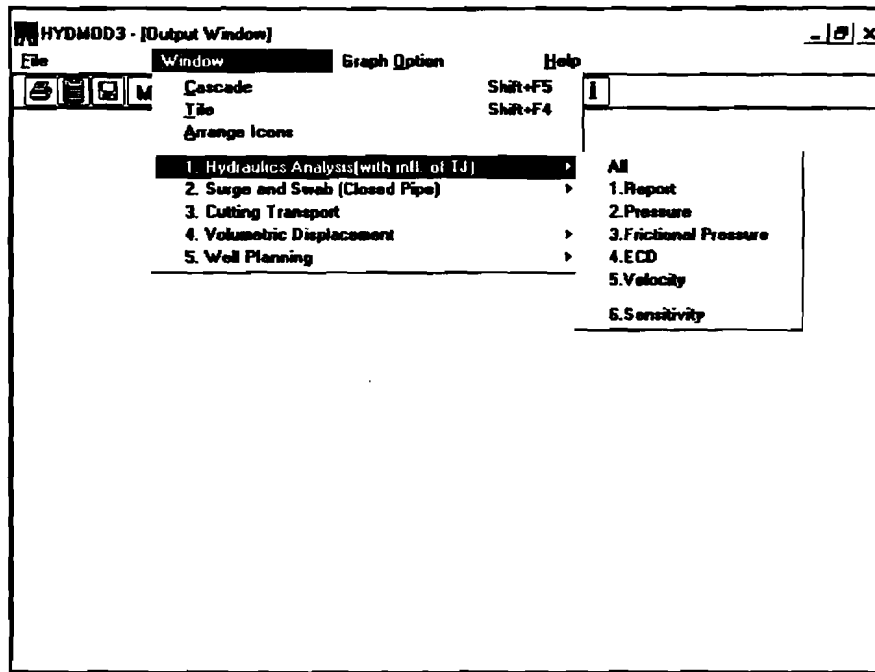 HYDMOD3 - [Output Window]
File Window Graph Option Help
M i
Cascade Shift+F5
Tile Shift+F4
Arrange Icons
1. Hydraulics Analysis(with infl. of TJ)
2. Surge and Swab (Closed Pipe)
3. Cutting Transport
4. Volumetric Displacement
5. Well Planning
All
1.Report
2.Pressure
3.Frictional Pressure
4.ECD
5.Velocity
6.Sensitivity